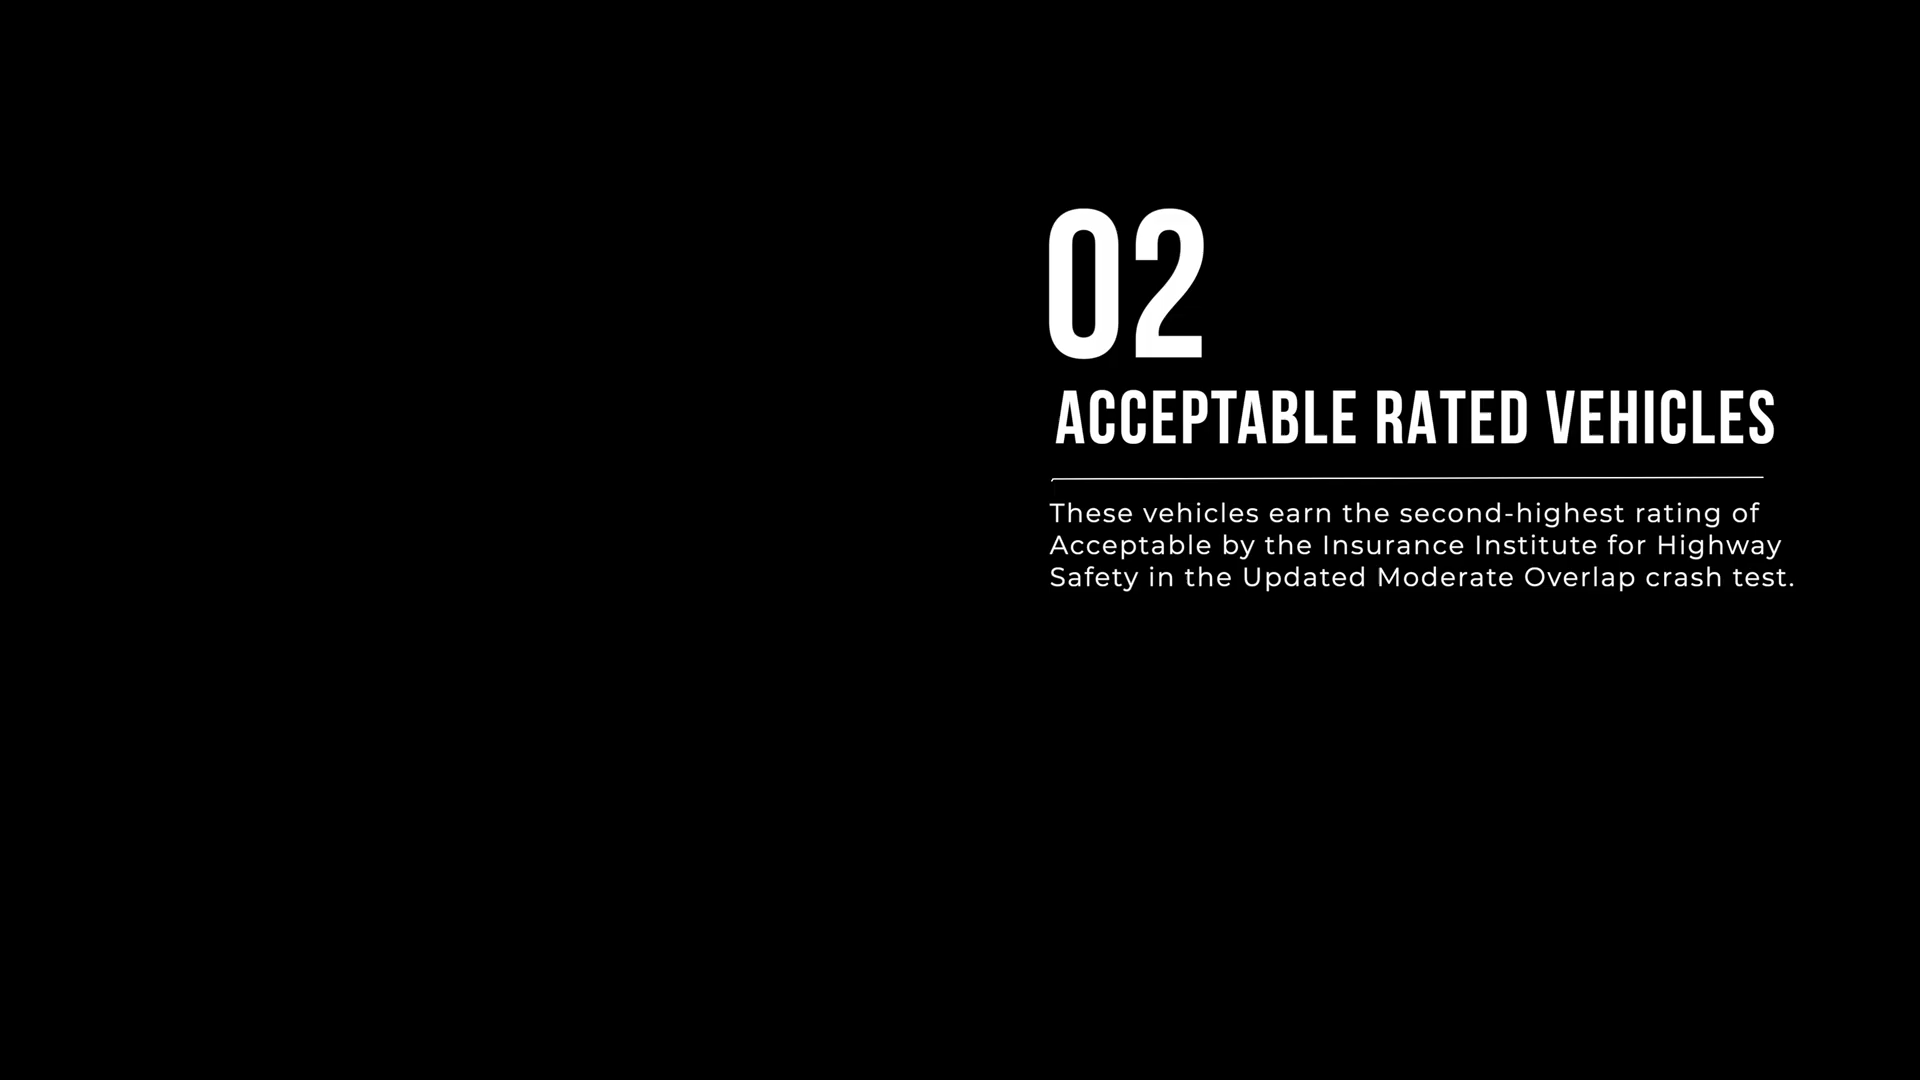 02
ACCEPTABLE RATED VEHICLES
These vehicles earn the second-highest rating of
Acceptable by the Insurance Institute for Highway
Safety in the Updated Moderate Overlap crash test.